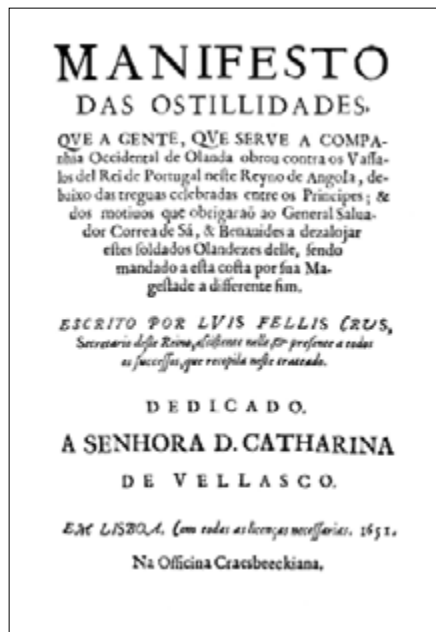 MANIFESTO
DAS OSTILLIDADES,
QVE A GENTE, QVE SERVE A COMPA-
nhia Occidental de Olanda obrou contra os Vaſſa-
los del Rei de Portugal neſte Reyno de Angola, de-
baixo das treguas celebradas entre os Principes; &
dos motiuos que obrigaraõ ao General Salua-
dor Correa de Sá, & Benauides a dezalojar
eſtes ſoldados Olandezes delle, ſendo
mandado a eſta coſta por ſua Ma-
geſtade a differente fim.
ESCRITO POR LVIS FELLIS CRUS,
Secretario deſte Reino, aſsiſtente nelle & preſente a todos
os ſucceſſos, que recopila neſte tratado.
DEDICADO.
A SENHORA D. CATHARINA
DE VELLASCO.
EM LISBOA. Com todas as licenças neceſſarias. 1651.
Na Officina Craesbeeckiana.